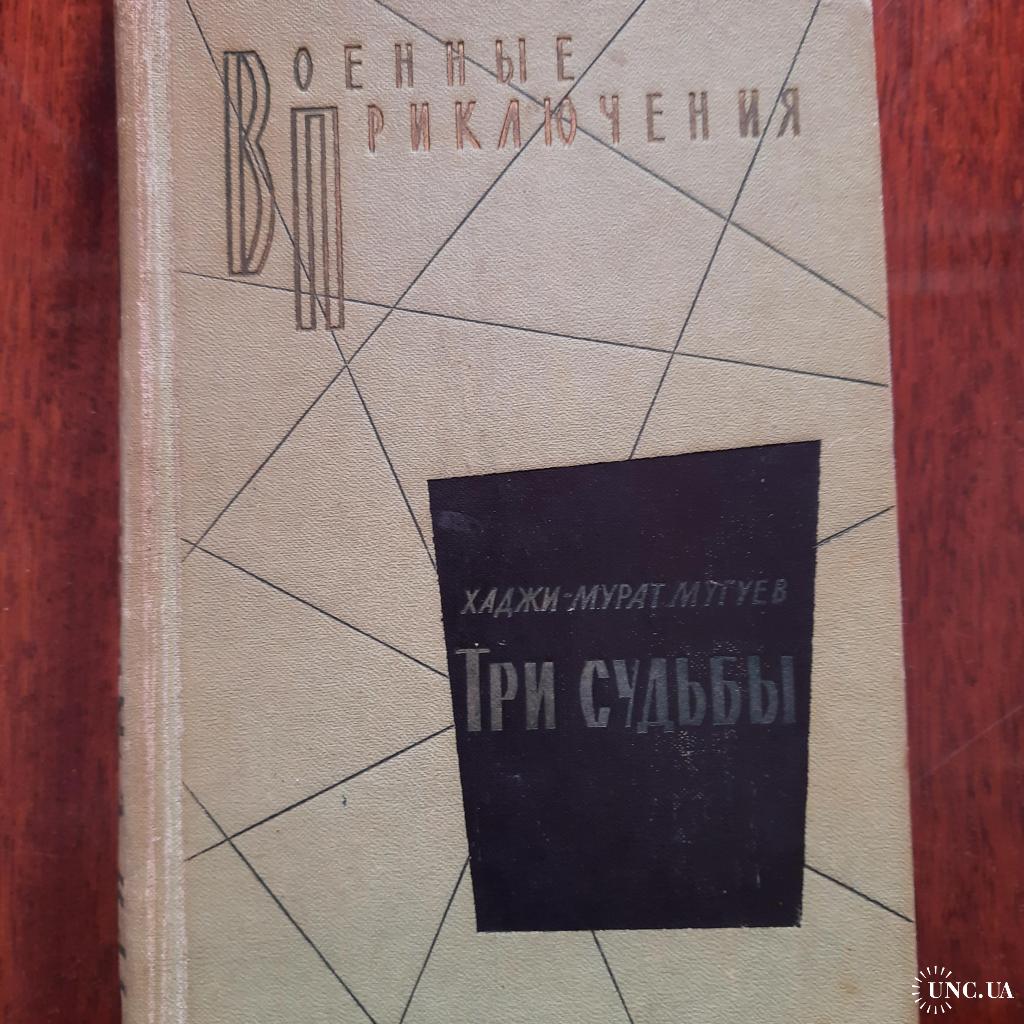 Военные
Приключения
ХАДЖИ-МУРАТ МУГУЕВ
Три судьбы
UNC.UA